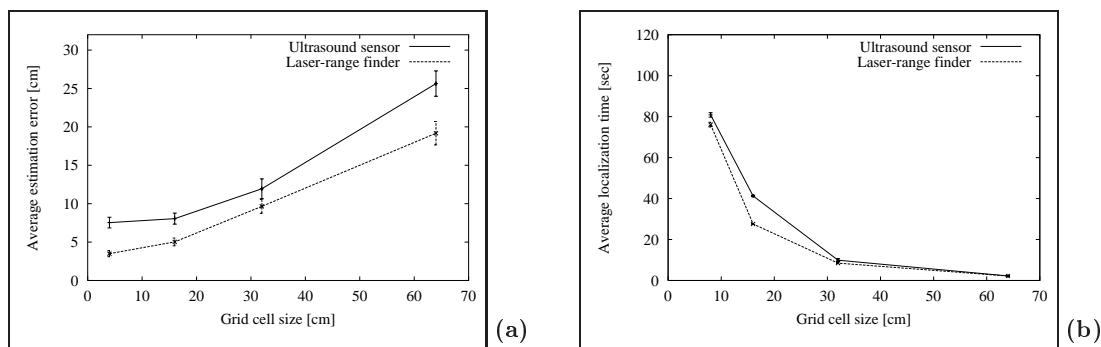 30
25
20
15
10
5
0
Average estimation error [cm]
Ultrasound sensor
Laser-range finder
0 10 20 30 40 50 60 70
Grid cell size [cm]
(a)
120
100
80
60
40
20
0
Average localization time [sec]
Ultrasound sensor
Laser-range finder
0 10 20 30 40 50 60 70
Grid cell size [cm]
(b)